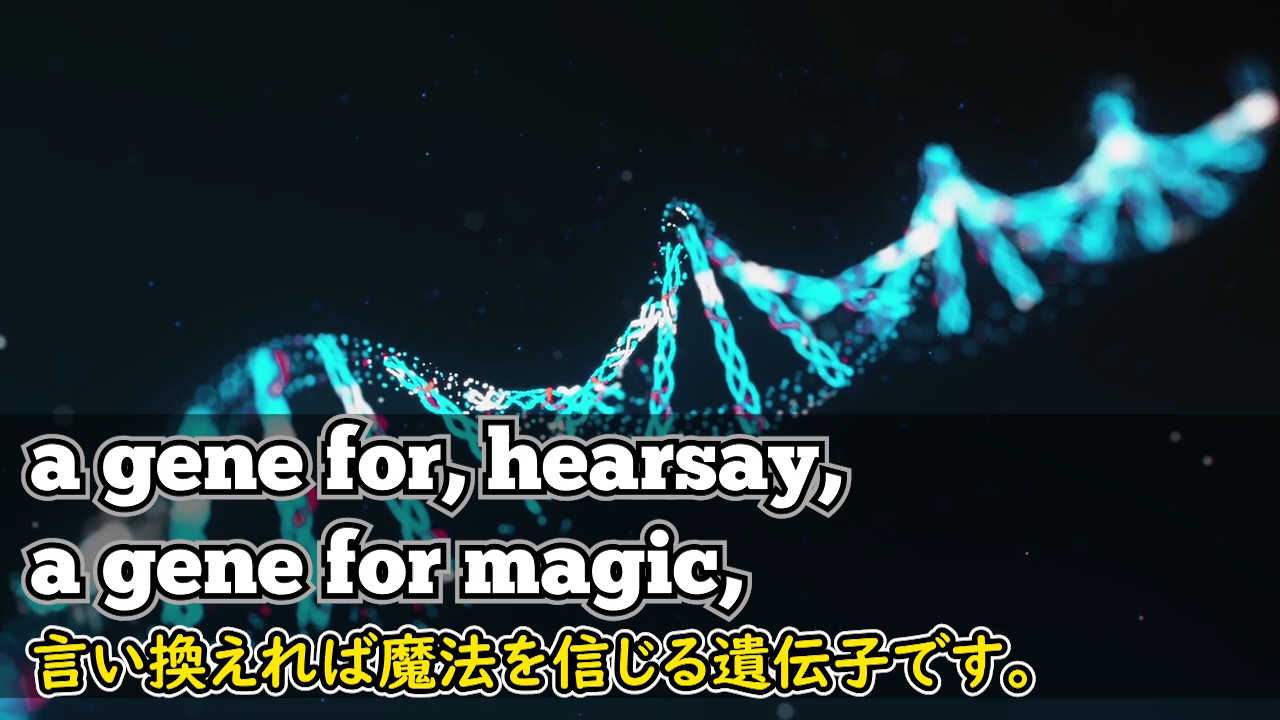 a gene for, hearsay,
a gene for magic,
言い換えれば魔法を信じる遺伝子です。